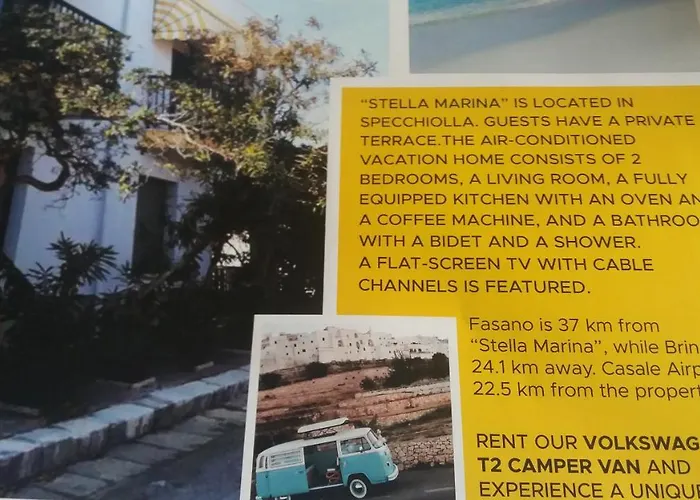 “STELLA MARINA” IS LOCATED IN
SPECCHIOLLA. GUESTS HAVE A PRIVATE
TERRACE.THE AIR-CONDITIONED
VACATION HOME CONSISTS OF 2
BEDROOMS, A LIVING ROOM, A FULLY
EQUIPPED KITCHEN WITH AN OVEN AN
A COFFEE MACHINE, AND A BATHROO
WITH A BIDET AND A SHOWER.
A FLAT-SCREEN TV WITH CABLE
CHANNELS IS FEATURED.
Fasano is 37 km from
“Stella Marina”, while Brin
24.1 km away. Casale Airp
22.5 km from the propert
RENT OUR VOLKSWAG
T2 CAMPER VAN AND
EXPERIENCE A UNIQU